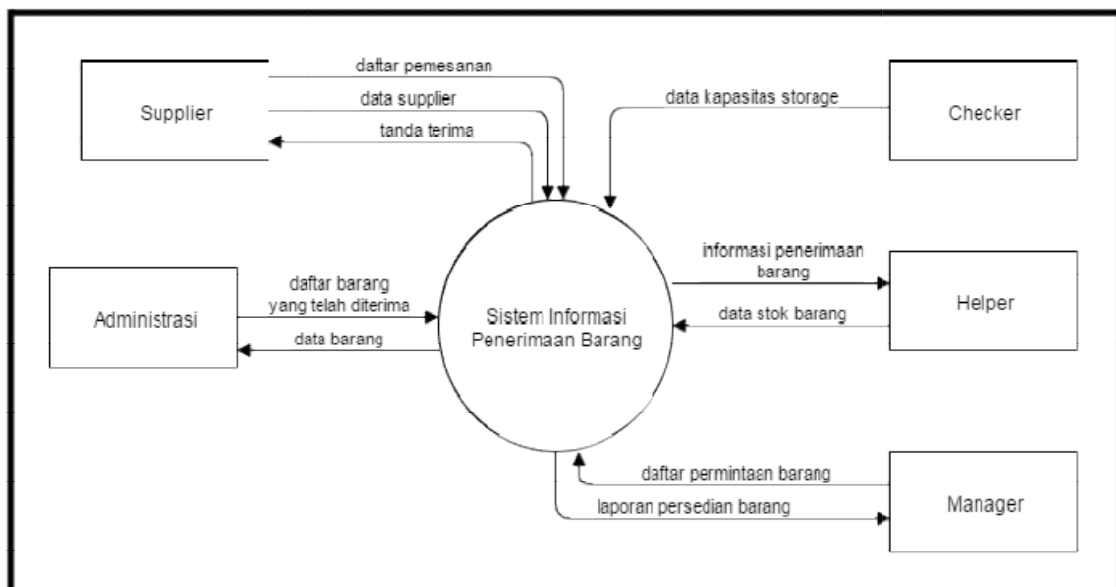 Supplier
daftar pemesanan
data supplier
tanda terima
data kapasitas storage
Checker
Administrasi
daftar barang
yang telah diterima
data barang
Sistem Informasi
Penerimaan Barang
informasi penerimaan
barang
data stok barang
Helper
daftar permintaan barang
laporan persedian barang
Manager